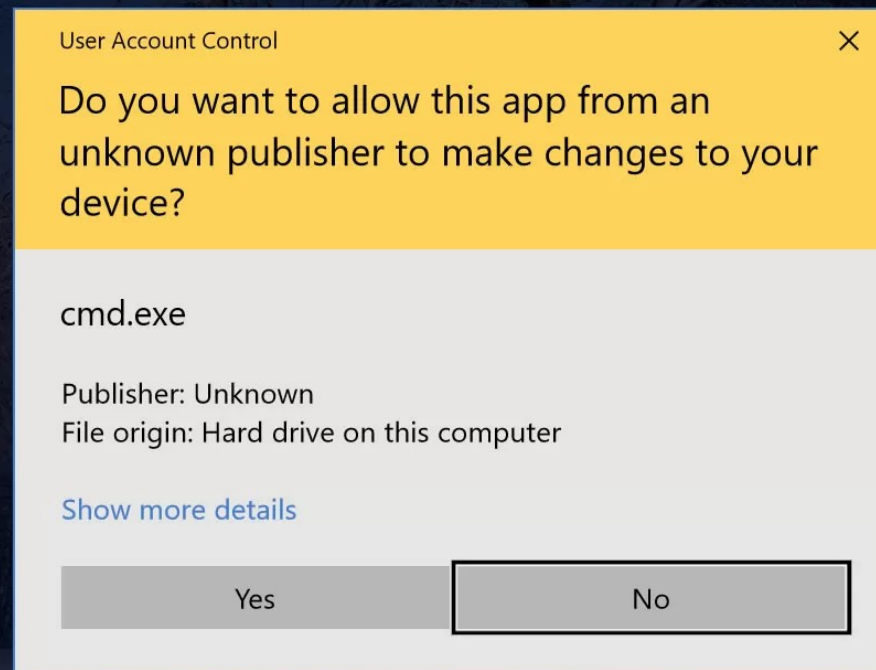 User Account Control
Do you want to allow this app from an
unknown publisher to make changes to your
device?
cmd.exe
Publisher: Unknown
File origin: Hard drive on this computer
Show more details
Yes
No